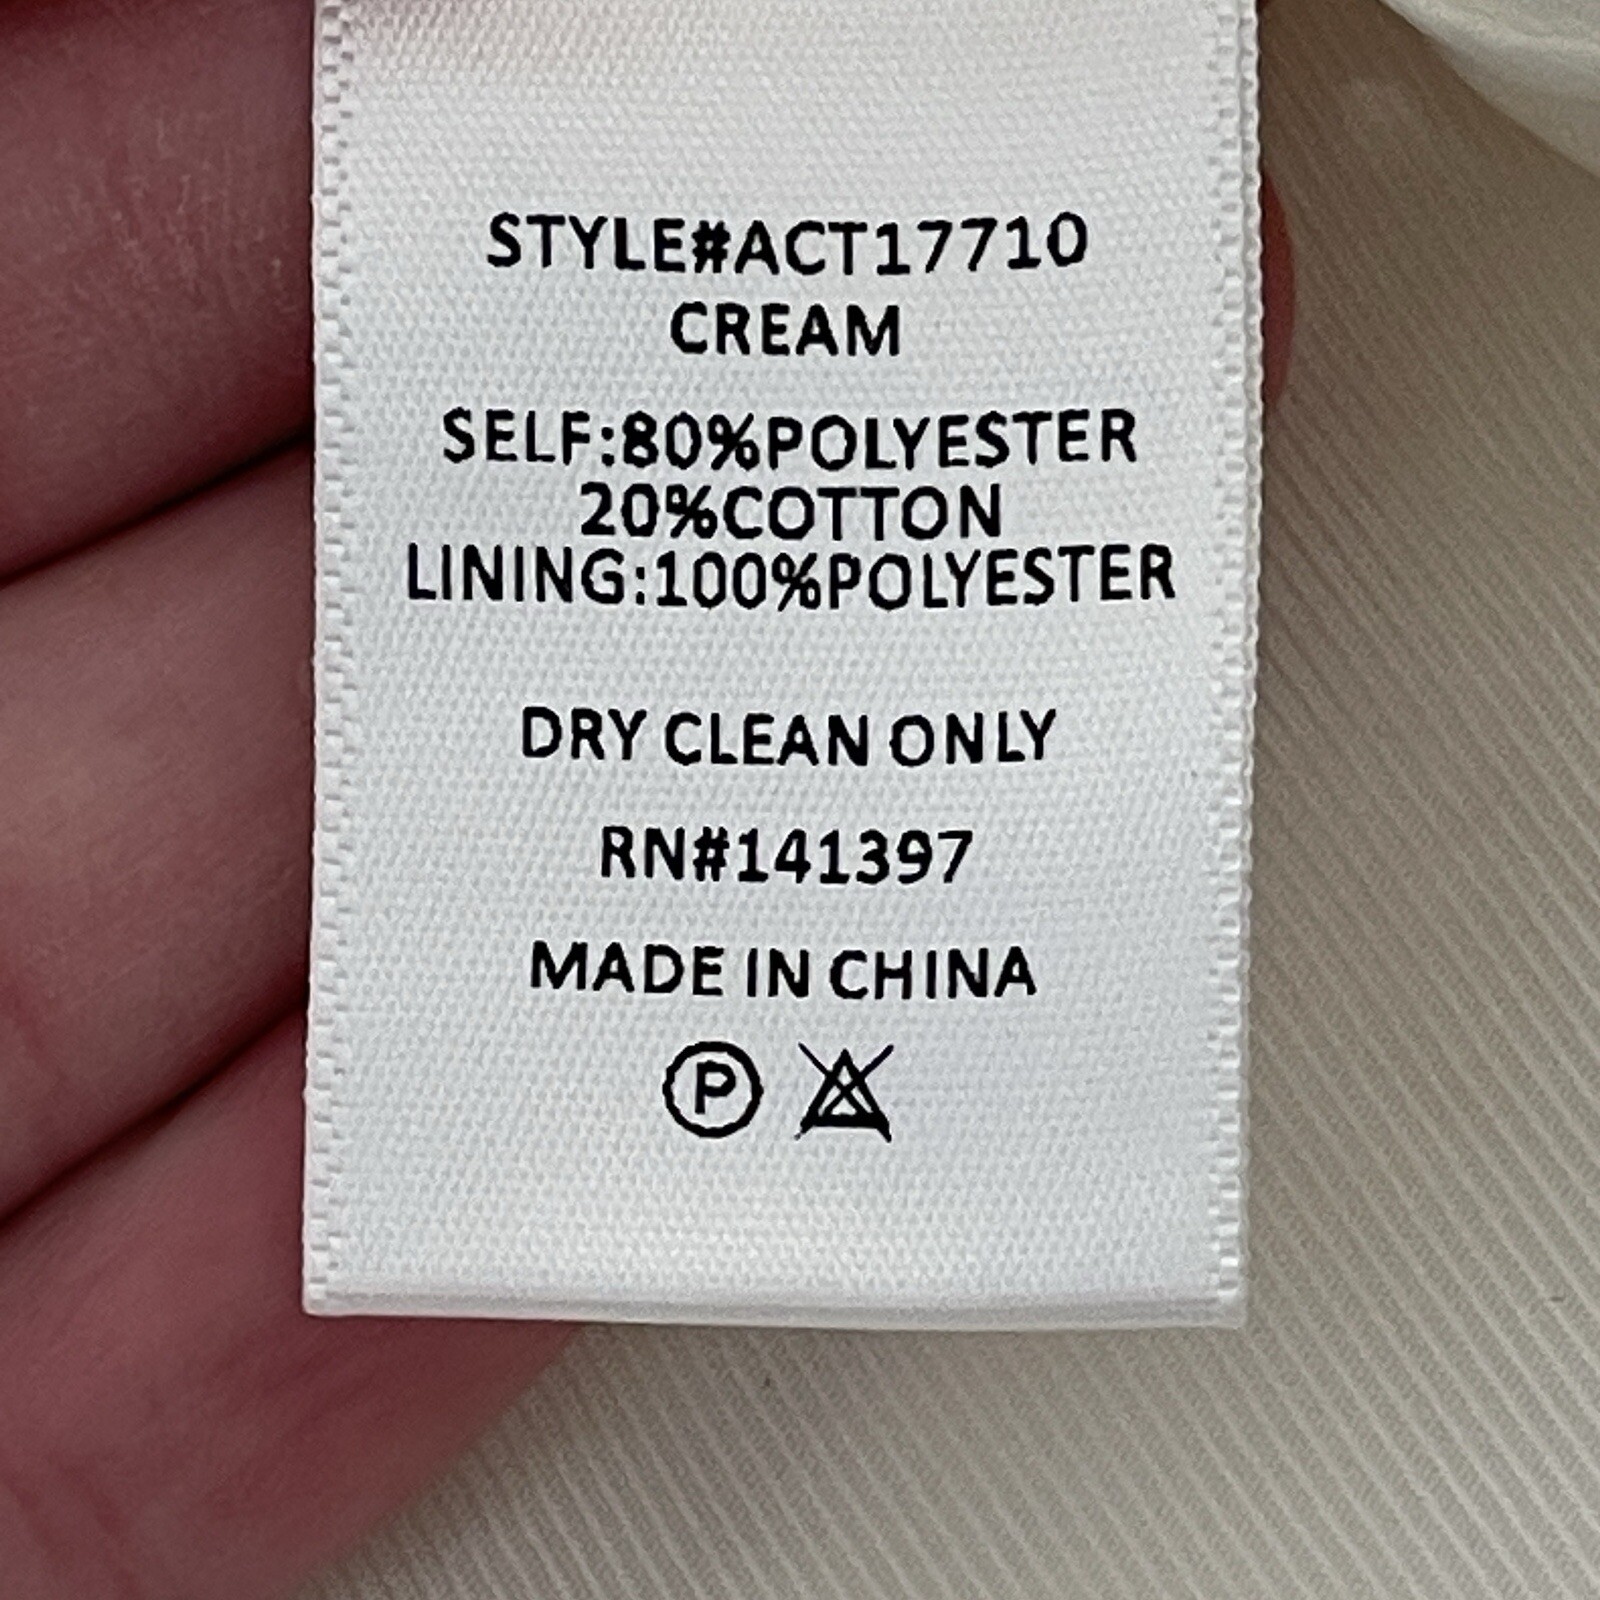 STYLE#ACT17710
CREAM
SELF:80%POLYESTER
20%COTTON
LINING:100%POLYESTER
DRY CLEAN ONLY
RN#141397
MADE IN CHINA
P